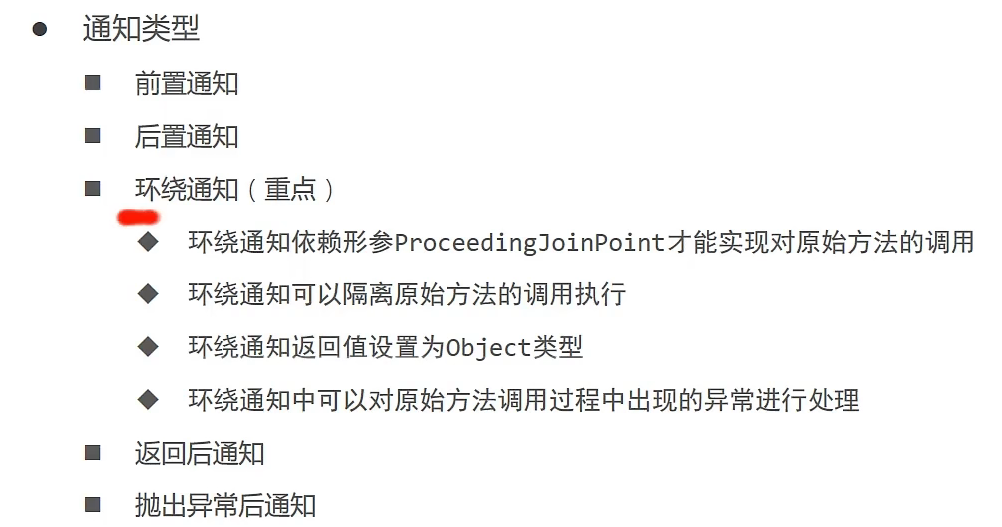 通知类型
前置通知
后置通知
环绕通知（重点）
环绕通知依赖形参ProceedingJoinPoint才能实现对原始方法的调用
环绕通知可以隔离原始方法的调用执行
环绕通知返回值设置为Object类型
环绕通知中可以对原始方法调用过程中出现的异常进行处理
返回后通知
抛出异常后通知